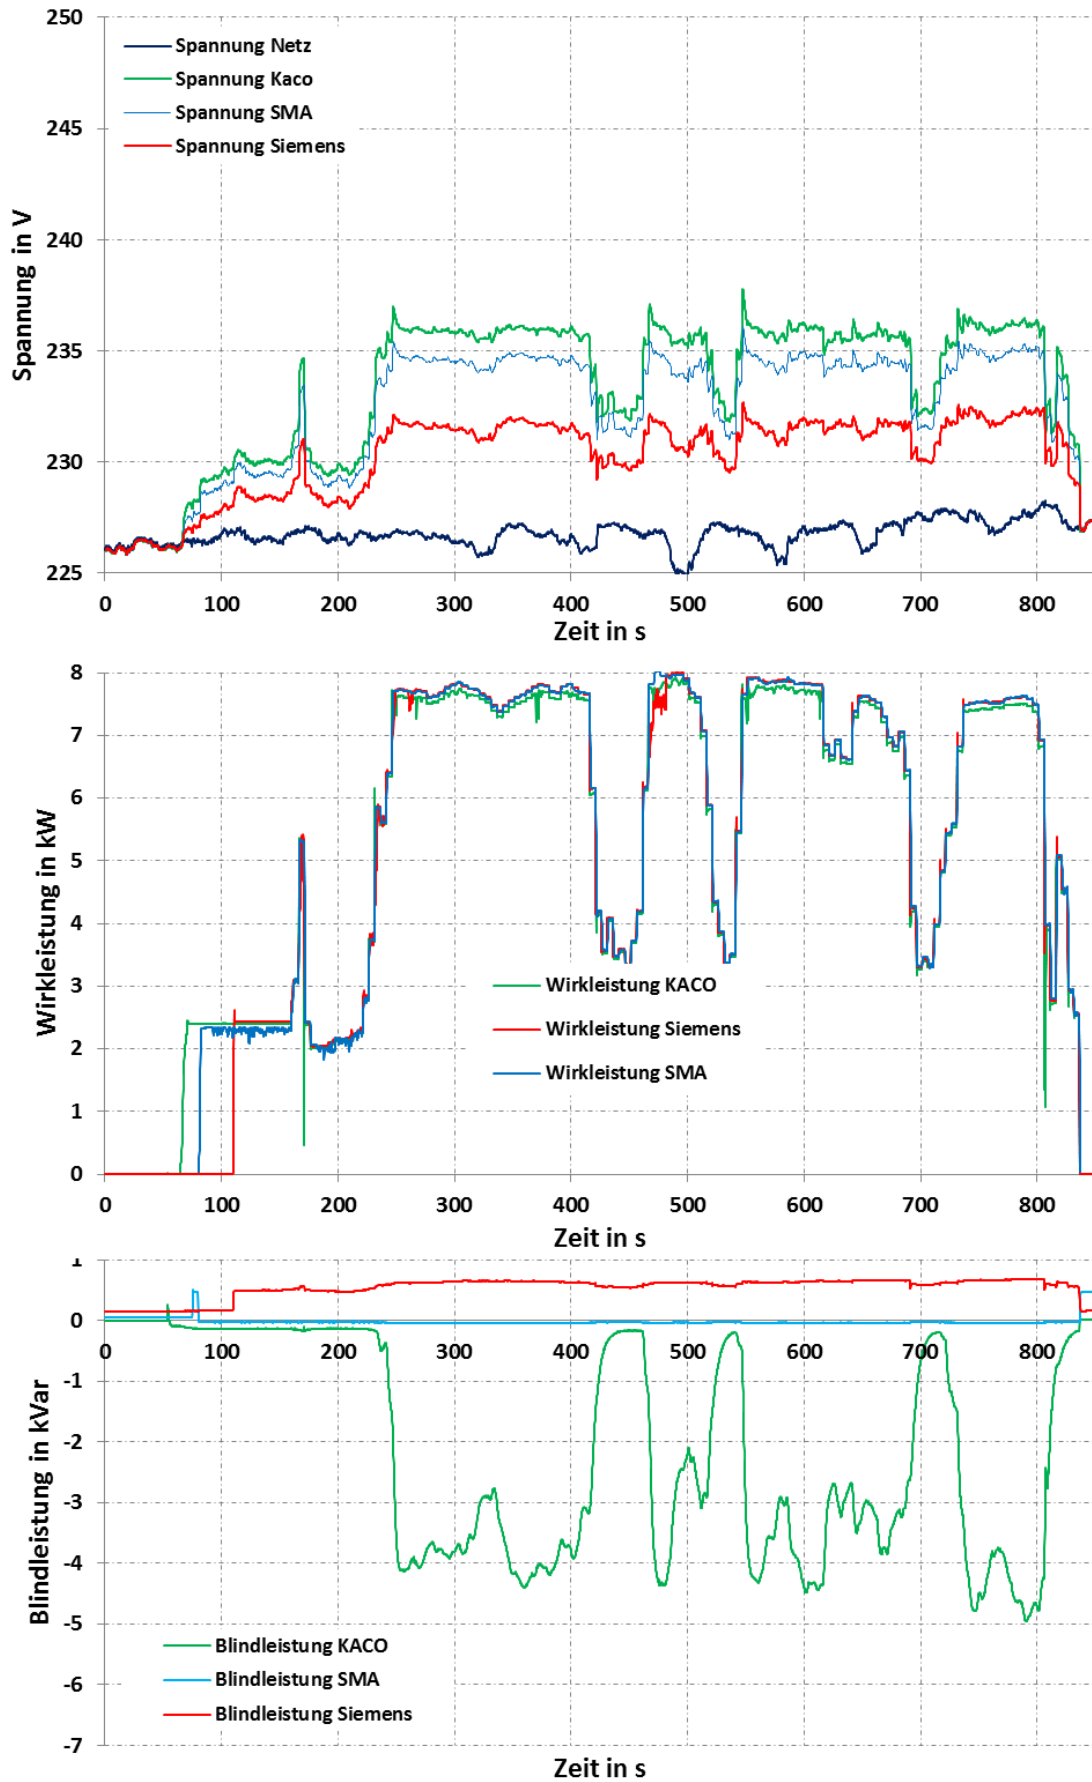 250
245
240
235
230
225
Spannung in V
Spannung Netz
Spannung Kaco
Spannung SMA
Spannung Siemens
0 100 200 300 400 500 600 700 800
Zeit in s
8
7
6
5
4
3
2
1
0
Wirkleistung in kW
Wirkleistung KACO
Wirkleistung Siemens
Wirkleistung SMA
0 100 200 300 400 500 600 700 800
Zeit in s
1
0
-1
-2
-3
-4
-5
-6
-7
Blindleistung in kVar
0 100 200 300 400 500 600 700 800
Blindleistung KACO
Blindleistung SMA
Blindleistung Siemens
Zeit in s